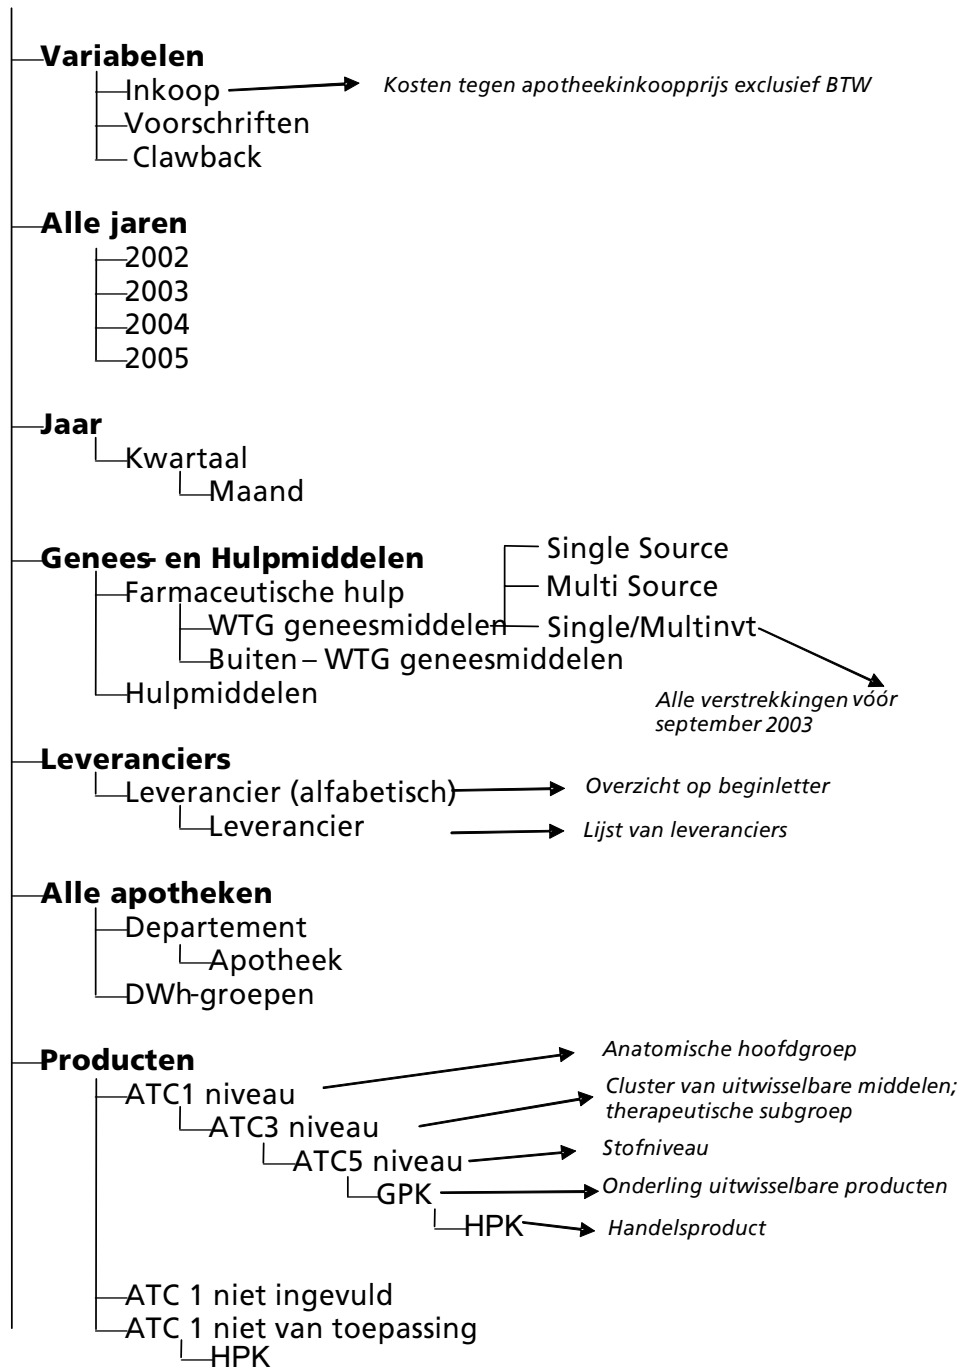 Variabelen
Inkoop
Kosten tegen apotheekinkoopprijs exclusief BTW
Voorschriften
Clawback
Alle jaren
2002
2003
2004
2005
Jaar
Kwartaal
Maand
Genees- en Hulpmiddelen
Farmaceutische hulp
WTG geneesmiddelen
Buiten – WTG geneesmiddelen
Hulpmiddelen
Single Source
Multi Source
Single/Multinvt
Alle verstrekkingen vóór
september 2003
Leveranciers
Leverancier (alfabetisch)
Overzicht op beginletter
Leverancier
Lijst van leveranciers
Alle apotheken
Departement
Apotheek
DWh-groepen
Producten
ATC1 niveau
Anatomische hoofdgroep
ATC3 niveau
Cluster van uitwisselbare middelen;
therapeutische subgroep
ATC5 niveau
Stofniveau
GPK
Onderling uitwisselbare producten
HPK
Handelsproduct
ATC 1 niet ingevuld
ATC 1 niet van toepassing
HPK